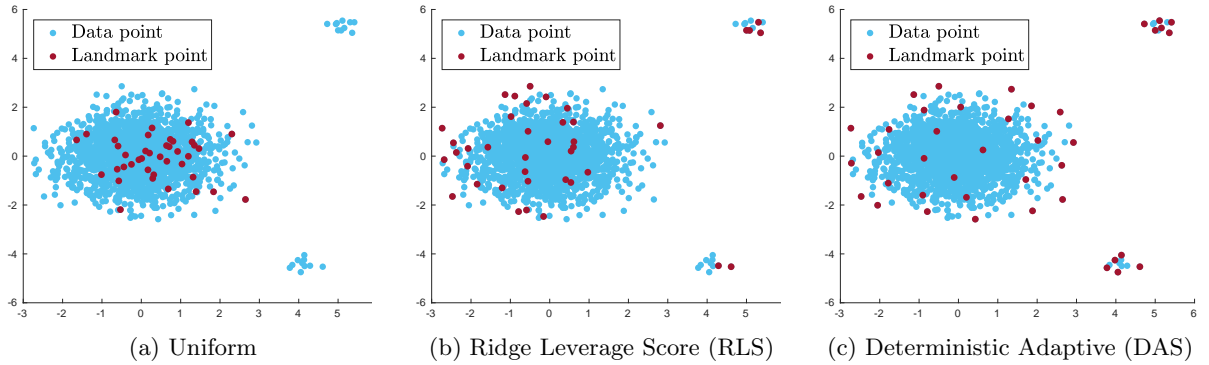 6
4
2
0
-2
-4
-6
-3 -2 -1 0 1 2 3 4 5
Data point
Landmark point
(a) Uniform
6
4
2
0
-2
-4
-6
-3 -2 -1 0 1 2 3 4 5
Data point
Landmark point
(b) Ridge Leverage Score (RLS)
6
4
2
0
-2
-4
-6
-3 -2 -1 0 1 2 3 4 5 6
Data point
Landmark point
(c) Deterministic Adaptive (DAS)